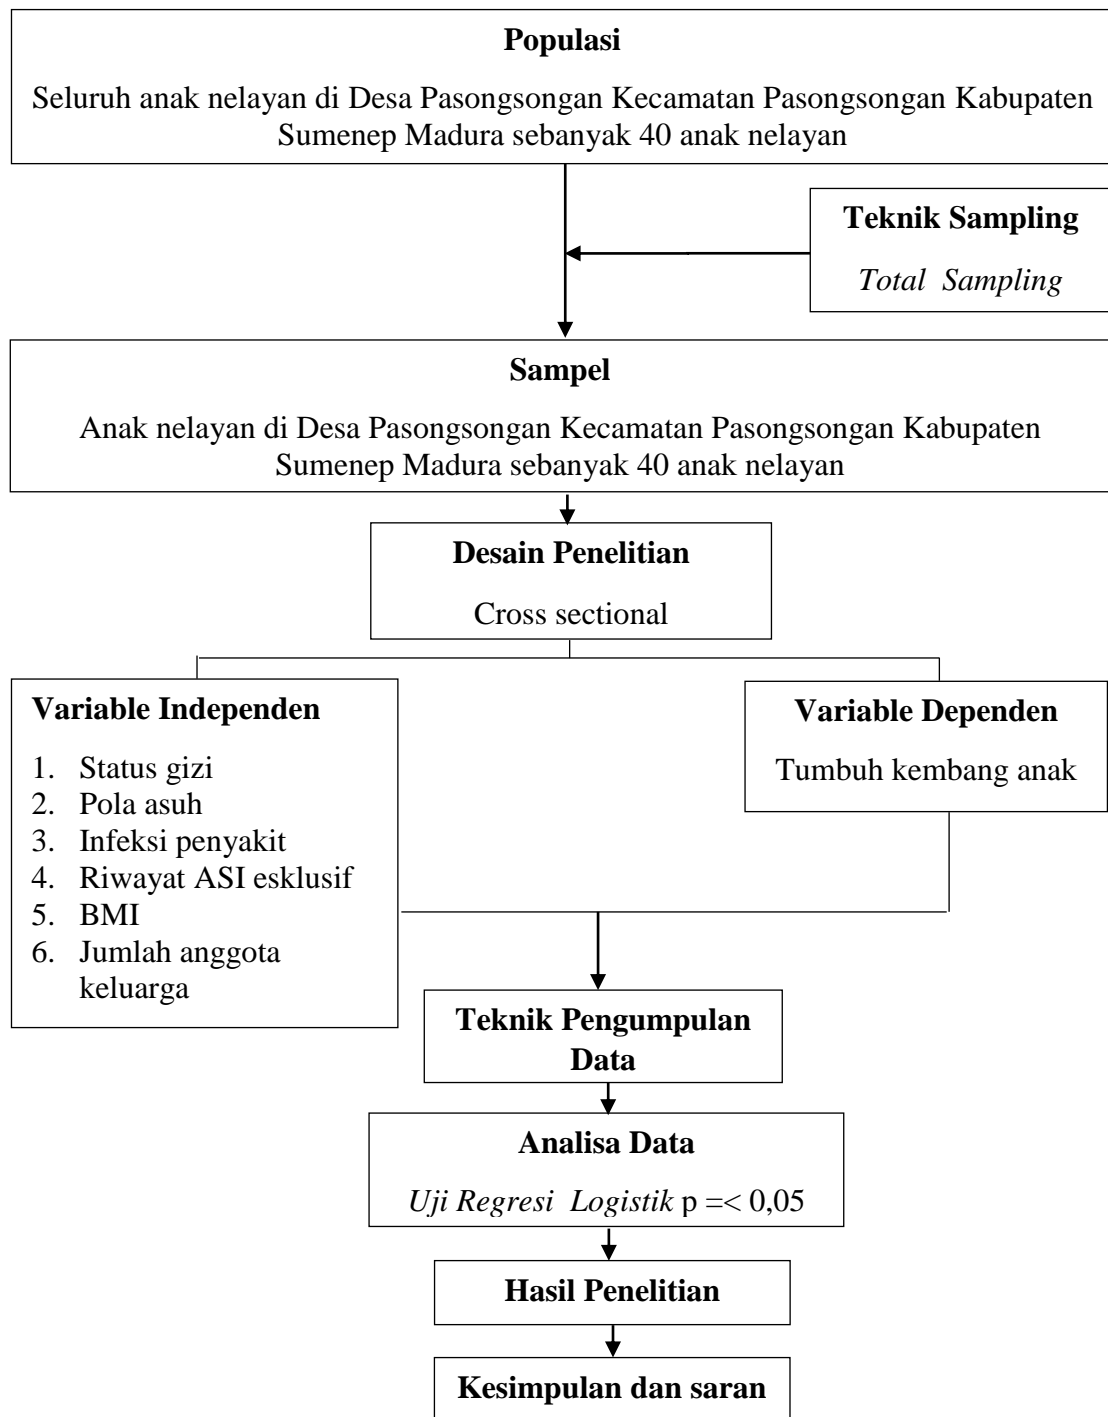 Populasi
Seluruh anak nelayan di Desa Pasongsongan Kecamatan Pasongsongan Kabupaten
Sumenep Madura sebanyak 40 anak nelayan
Teknik Sampling
Total Sampling
Sampel
Anak nelayan di Desa Pasongsongan Kecamatan Pasongsongan Kabupaten
Sumenep Madura sebanyak 40 anak nelayan
Desain Penelitian
Cross sectional
Variable Independen
1. Status gizi
2. Pola asuh
3. Infeksi penyakit
4. Riwayat ASI esklusif
5. BMI
6. Jumlah anggota
keluarga
Variable Dependen
Tumbuh kembang anak
Teknik Pengumpulan
Data
Analisa Data
Uji Regresi Logistik p =< 0,05
Hasil Penelitian
Kesimpulan dan saran